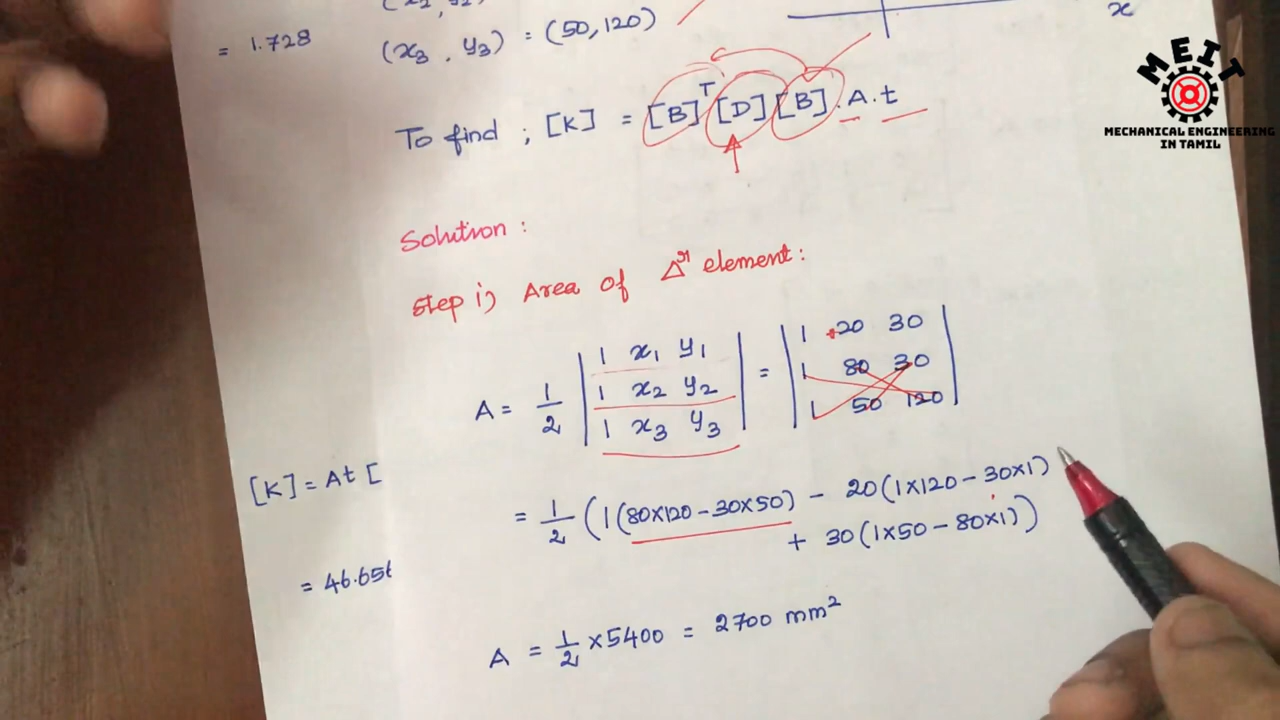 = 1.728
(x₃, y₃) = (50, 120)
x
To find ; [K] = [B]ᵀ [D] [B] . A . t
MEIT
MECHANICAL ENGINEERING
IN TAMIL
Solution :
Step i) Area of Δʳ element :
A = 1/2 | 1 x₁ y₁ | = | 1 20 30 |
| 1 x₂ y₂ | | 1 80 30 |
| 1 x₃ y₃ | | 1 50 120 |
[K] = At [
= 1/2 (1(80×120 - 30×50) - 20(1×120 - 30×1)
+ 30(1×50 - 80×1))
= 46.656
A = 1/2 × 5400 = 2700 mm²